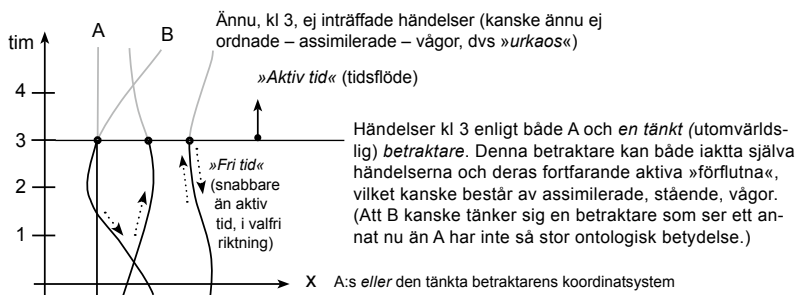 Ännu, kl 3, ej inträffade händelser (kanske ännu ej
ordnade – assimilerade – vågor, dvs »urkaos«)
tim
A
B
»Aktiv tid« (tidsflöde)
4
3
2
1
Händelser kl 3 enligt både A och en tänkt (utomvärlds-
lig) betraktare. Denna betraktare kan både iaktta själva
händelserna och deras fortfarande aktiva »förflutna«,
vilket kanske består av assimilerade, stående, vågor.
(Att B kanske tänker sig en betraktare som ser ett an-
nat nu än A har inte så stor ontologisk betydelse.)
»Fri tid«
(snabbare
än aktiv
tid, i valfri
riktning)
X A:s eller den tänkta betraktarens koordinatsystem